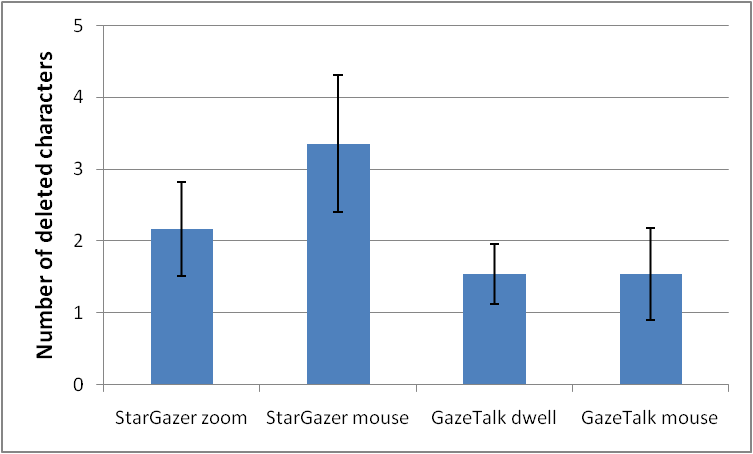 Number of deleted characters
5
4
3
2
1
0
StarGazer zoom
StarGazer mouse
GazeTalk dwell
GazeTalk mouse